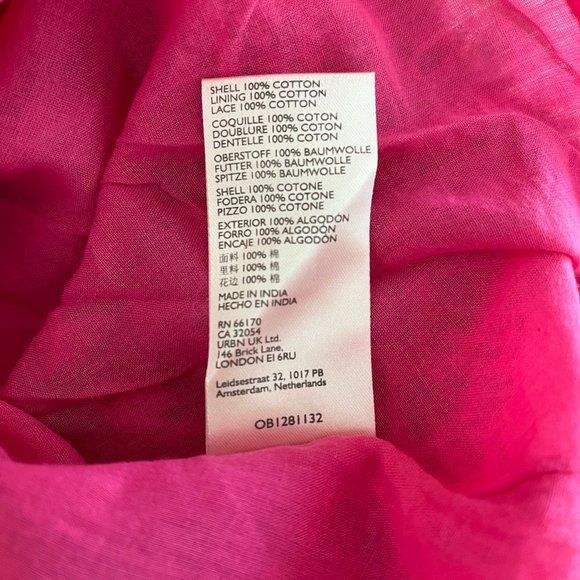 SHELL 100% COTTON
LINING 100% COTTON
LACE 100% COTTON
COQUILLE 100% COTON
DOUBLURE 100% COTON
DENTELLE 100% COTON
OBERSTOFF 100% BAUMWOLLE
FUTTER 100% BAUMWOLLE
SPITZE 100% BAUMWOLLE
SHELL 100% COTONE
FODERA 100% COTONE
PIZZO 100% COTONE
EXTERIOR 100% ALGODÓN
FORRO 100% ALGODÓN
ENCAJE 100% ALGODÓN
面料 100% 棉
里料 100% 棉
花边 100% 棉
MADE IN INDIA
HECHO EN INDIA
RN 66170
CA 32054
URBN UK Ltd.
146 Brick Lane,
LONDON E1 6RU
Leidsestraat 32, 1017 PB
Amsterdam, Netherlands
OB1281132